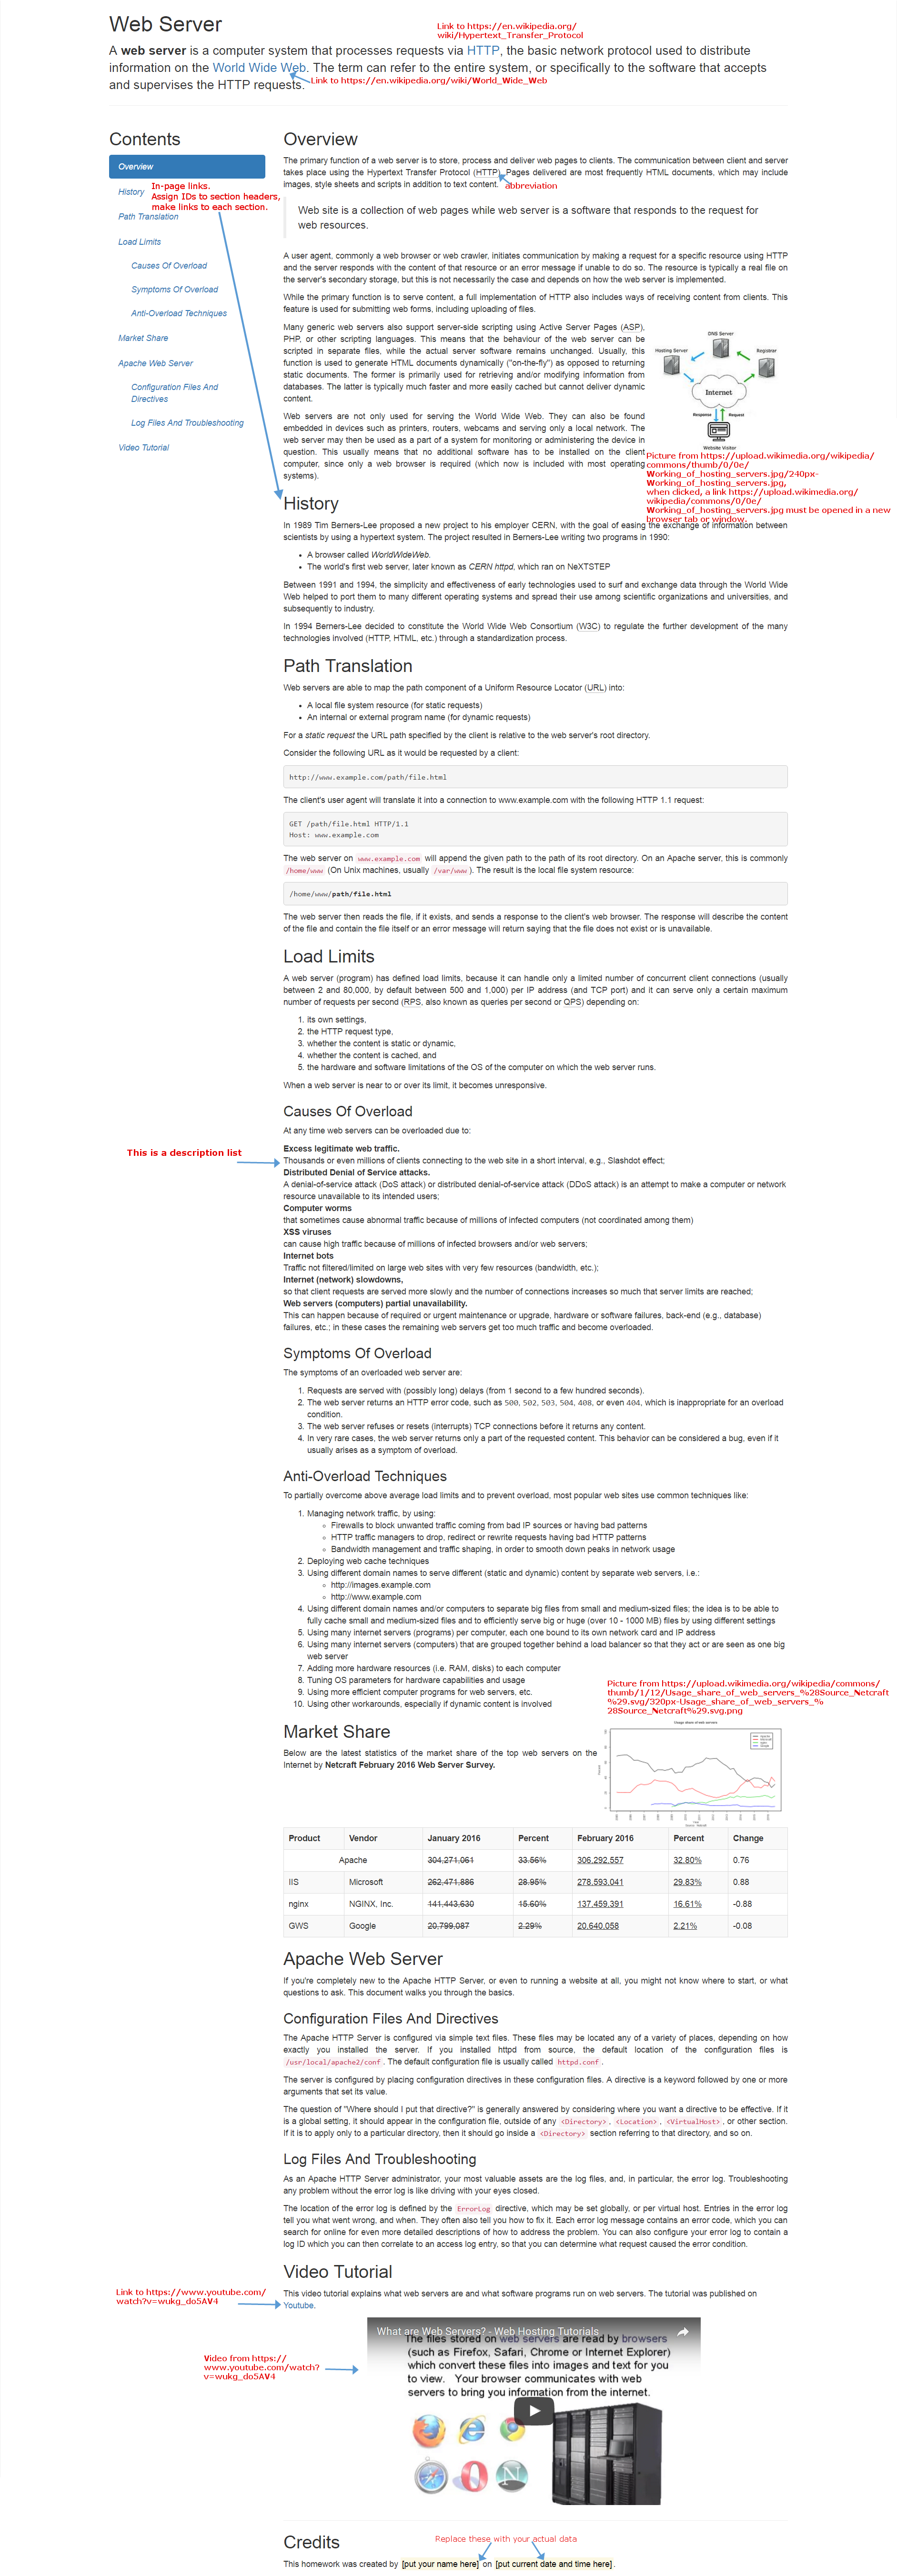 Web Server
Link to https://en.wikipedia.org/
wiki/Hypertext_Transfer_Protocol
A web server is a computer system that processes requests via HTTP, the basic network protocol used to distribute
information on the World Wide Web. The term can refer to the entire system, or specifically to the software that accepts
and supervises the HTTP requests.
Link to https://en.wikipedia.org/wiki/World_Wide_Web
Contents
Overview
History
In-page links.
Assign IDs to section headers,
make links to each section.
Path Translation
Load Limits
Causes Of Overload
Symptoms Of Overload
Anti-Overload Techniques
Market Share
Apache Web Server
Configuration Files And
Directives
Log Files And Troubleshooting
Video Tutorial
Overview
The primary function of a web server is to store, process and deliver web pages to clients. The communication between client and server
takes place using the Hypertext Transfer Protocol (HTTP). Pages delivered are most frequently HTML documents, which may include
images, style sheets and scripts in addition to text content.
abbreviation
Web site is a collection of web pages while web server is a software that responds to the request for
web resources.
A user agent, commonly a web browser or web crawler, initiates communication by making a request for a specific resource using HTTP
and the server responds with the content of that resource or an error message if unable to do so. The resource is typically a real file on
the server's secondary storage, but this is not necessarily the case and depends on how the web server is implemented.
While the primary function is to serve content, a full implementation of HTTP also includes ways of receiving content from clients. This
feature is used for submitting web forms, including uploading of files.
Many generic web servers also support server-side scripting using Active Server Pages (ASP),
PHP, or other scripting languages. This means that the behaviour of the web server can be
scripted in separate files, while the actual server software remains unchanged. Usually, this
function is used to generate HTML documents dynamically ("on-the-fly") as opposed to returning
static documents. The former is primarily used for retrieving and/or modifying information from
databases. The latter is typically much faster and more easily cached but cannot deliver dynamic
content.
Web servers are not only used for serving the World Wide Web. They can also be found
embedded in devices such as printers, routers, webcams and serving only a local network. The
web server may then be used as a part of a system for monitoring or administering the device in
question. This usually means that no additional software has to be installed on the client
computer, since only a web browser is required (which now is included with most operating
systems).
DNS Server
Hosting Server
Registrar
Internet
Response
Request
Website Visitor
Picture from https://upload.wikimedia.org/wikipedia/
commons/thumb/0/0e/
Working_of_hosting_servers.jpg/240px-
Working_of_hosting_servers.jpg,
when clicked, a link https://upload.wikimedia.org/
wikipedia/commons/0/0e/
Working_of_hosting_servers.jpg must be opened in a new
browser tab or window.
History
In 1989 Tim Berners-Lee proposed a new project to his employer CERN, with the goal of easing the exchange of information between
scientists by using a hypertext system. The project resulted in Berners-Lee writing two programs in 1990:
• A browser called WorldWideWeb.
• The world's first web server, later known as CERN httpd, which ran on NeXTSTEP
Between 1991 and 1994, the simplicity and effectiveness of early technologies used to surf and exchange data through the World Wide
Web helped to port them to many different operating systems and spread their use among scientific organizations and universities, and
subsequently to industry.
In 1994 Berners-Lee decided to constitute the World Wide Web Consortium (W3C) to regulate the further development of the many
technologies involved (HTTP, HTML, etc.) through a standardization process.
Path Translation
Web servers are able to map the path component of a Uniform Resource Locator (URL) into:
• A local file system resource (for static requests)
• An internal or external program name (for dynamic requests)
For a static request the URL path specified by the client is relative to the web server's root directory.
Consider the following URL as it would be requested by a client:
http://www.example.com/path/file.html
The client's user agent will translate it into a connection to www.example.com with the following HTTP 1.1 request:
GET /path/file.html HTTP/1.1
Host: www.example.com
The web server on www.example.com will append the given path to the path of its root directory. On an Apache server, this is commonly
/home/www (On Unix machines, usually /var/www). The result is the local file system resource:
/home/www/path/file.html
The web server then reads the file, if it exists, and sends a response to the client's web browser. The response will describe the content
of the file and contain the file itself or an error message will return saying that the file does not exist or is unavailable.
Load Limits
A web server (program) has defined load limits, because it can handle only a limited number of concurrent client connections (usually
between 2 and 80,000, by default between 500 and 1,000) per IP address (and TCP port) and it can serve only a certain maximum
number of requests per second (RPS, also known as queries per second or QPS) depending on:
1. its own settings,
2. the HTTP request type,
3. whether the content is static or dynamic,
4. whether the content is cached, and
5. the hardware and software limitations of the OS of the computer on which the web server runs.
When a web server is near to or over its limit, it becomes unresponsive.
Causes Of Overload
At any time web servers can be overloaded due to:
This is a description list
Excess legitimate web traffic.
Thousands or even millions of clients connecting to the web site in a short interval, e.g., Slashdot effect;
Distributed Denial of Service attacks.
A denial-of-service attack (DoS attack) or distributed denial-of-service attack (DDoS attack) is an attempt to make a computer or network
resource unavailable to its intended users;
Computer worms
that sometimes cause abnormal traffic because of millions of infected computers (not coordinated among them)
XSS viruses
can cause high traffic because of millions of infected browsers and/or web servers;
Internet bots
Traffic not filtered/limited on large web sites with very few resources (bandwidth, etc.);
Internet (network) slowdowns,
so that client requests are served more slowly and the number of connections increases so much that server limits are reached;
Web servers (computers) partial unavailability.
This can happen because of required or urgent maintenance or upgrade, hardware or software failures, back-end (e.g., database)
failures, etc.; in these cases the remaining web servers get too much traffic and become overloaded.
Symptoms Of Overload
The symptoms of an overloaded web server are:
1. Requests are served with (possibly long) delays (from 1 second to a few hundred seconds).
2. The web server returns an HTTP error code, such as 500, 502, 503, 504, 408, or even 404, which is inappropriate for an overload
condition.
3. The web server refuses or resets (interrupts) TCP connections before it returns any content.
4. In very rare cases, the web server returns only a part of the requested content. This behavior can be considered a bug, even if it
usually arises as a symptom of overload.
Anti-Overload Techniques
To partially overcome above average load limits and to prevent overload, most popular web sites use common techniques like:
1. Managing network traffic, by using:
◦ Firewalls to block unwanted traffic coming from bad IP sources or having bad patterns
◦ HTTP traffic managers to drop, redirect or rewrite requests having bad HTTP patterns
◦ Bandwidth management and traffic shaping, in order to smooth down peaks in network usage
2. Deploying web cache techniques
3. Using different domain names to serve different (static and dynamic) content by separate web servers, i.e.:
◦ http://images.example.com
◦ http://www.example.com
4. Using different domain names and/or computers to separate big files from small and medium-sized files; the idea is to be able to
fully cache small and medium-sized files and to efficiently serve big or huge (over 10 - 1000 MB) files by using different settings
5. Using many internet servers (programs) per computer, each one bound to its own network card and IP address
6. Using many internet servers (computers) that are grouped together behind a load balancer so that they act or are seen as one big
web server
7. Adding more hardware resources (i.e. RAM, disks) to each computer
8. Tuning OS parameters for hardware capabilities and usage
9. Using more efficient computer programs for web servers, etc.
10. Using other workarounds, especially if dynamic content is involved
Picture from https://upload.wikimedia.org/wikipedia/commons/
thumb/1/12/Usage_share_of_web_servers_%28Source_Netcraft
%29.svg/320px-Usage_share_of_web_servers_%
28Source_Netcraft%29.svg.png
Market Share
Below are the latest statistics of the market share of the top web servers on the
Internet by Netcraft February 2016 Web Server Survey.
Usage share of web servers
Product Vendor January 2016 Percent February 2016 Percent Change
Apache 304,271,061 33.56% 306,292,557 32.80% 0.76
IIS Microsoft 262,471,886 28.95% 278,593,041 29.83% 0.88
nginx NGINX, Inc. 141,443,630 15.60% 137,459,391 16.61% -0.88
GWS Google 20,799,087 2.29% 20,640,058 2.21% -0.08
Apache Web Server
If you're completely new to the Apache HTTP Server, or even to running a website at all, you might not know where to start, or what
questions to ask. This document walks you through the basics.
Configuration Files And Directives
The Apache HTTP Server is configured via simple text files. These files may be located any of a variety of places, depending on how
exactly you installed the server. If you installed httpd from source, the default location of the configuration files is
/usr/local/apache2/conf. The default configuration file is usually called httpd.conf.
The server is configured by placing configuration directives in these configuration files. A directive is a keyword followed by one or more
arguments that set its value.
The question of "Where should I put that directive?" is generally answered by considering where you want a directive to be effective. If it
is a global setting, it should appear in the configuration file, outside of any <Directory>, <Location>, <VirtualHost>, or other section.
If it is to apply only to a particular directory, then it should go inside a <Directory> section referring to that directory, and so on.
Log Files And Troubleshooting
As an Apache HTTP Server administrator, your most valuable assets are the log files, and, in particular, the error log. Troubleshooting
any problem without the error log is like driving with your eyes closed.
The location of the error log is defined by the ErrorLog directive, which may be set globally, or per virtual host. Entries in the error log
tell you what went wrong, and when. They often also tell you how to fix it. Each error log message contains an error code, which you can
search for online for even more detailed descriptions of how to address the problem. You can also configure your error log to contain a
log ID which you can then correlate to an access log entry, so that you can determine what request caused the error condition.
Video Tutorial
Link to https://www.youtube.com/
watch?v=wukg_do5AV4
This video tutorial explains what web servers are and what software programs run on web servers. The tutorial was published on
Youtube.
Video from https://
www.youtube.com/watch?
v=wukg_do5AV4
What are Web Servers? - Web Hosting Tutorials
The files stored on web servers are read by browsers
(such as Firefox, Safari, Chrome or Internet Explorer)
which convert these files into images and text for you
to view. Your browser communicates with web
servers to bring you information from the internet.
Credits
Replace these with your actual data
This homework was created by [put your name here] on [put current date and time here].